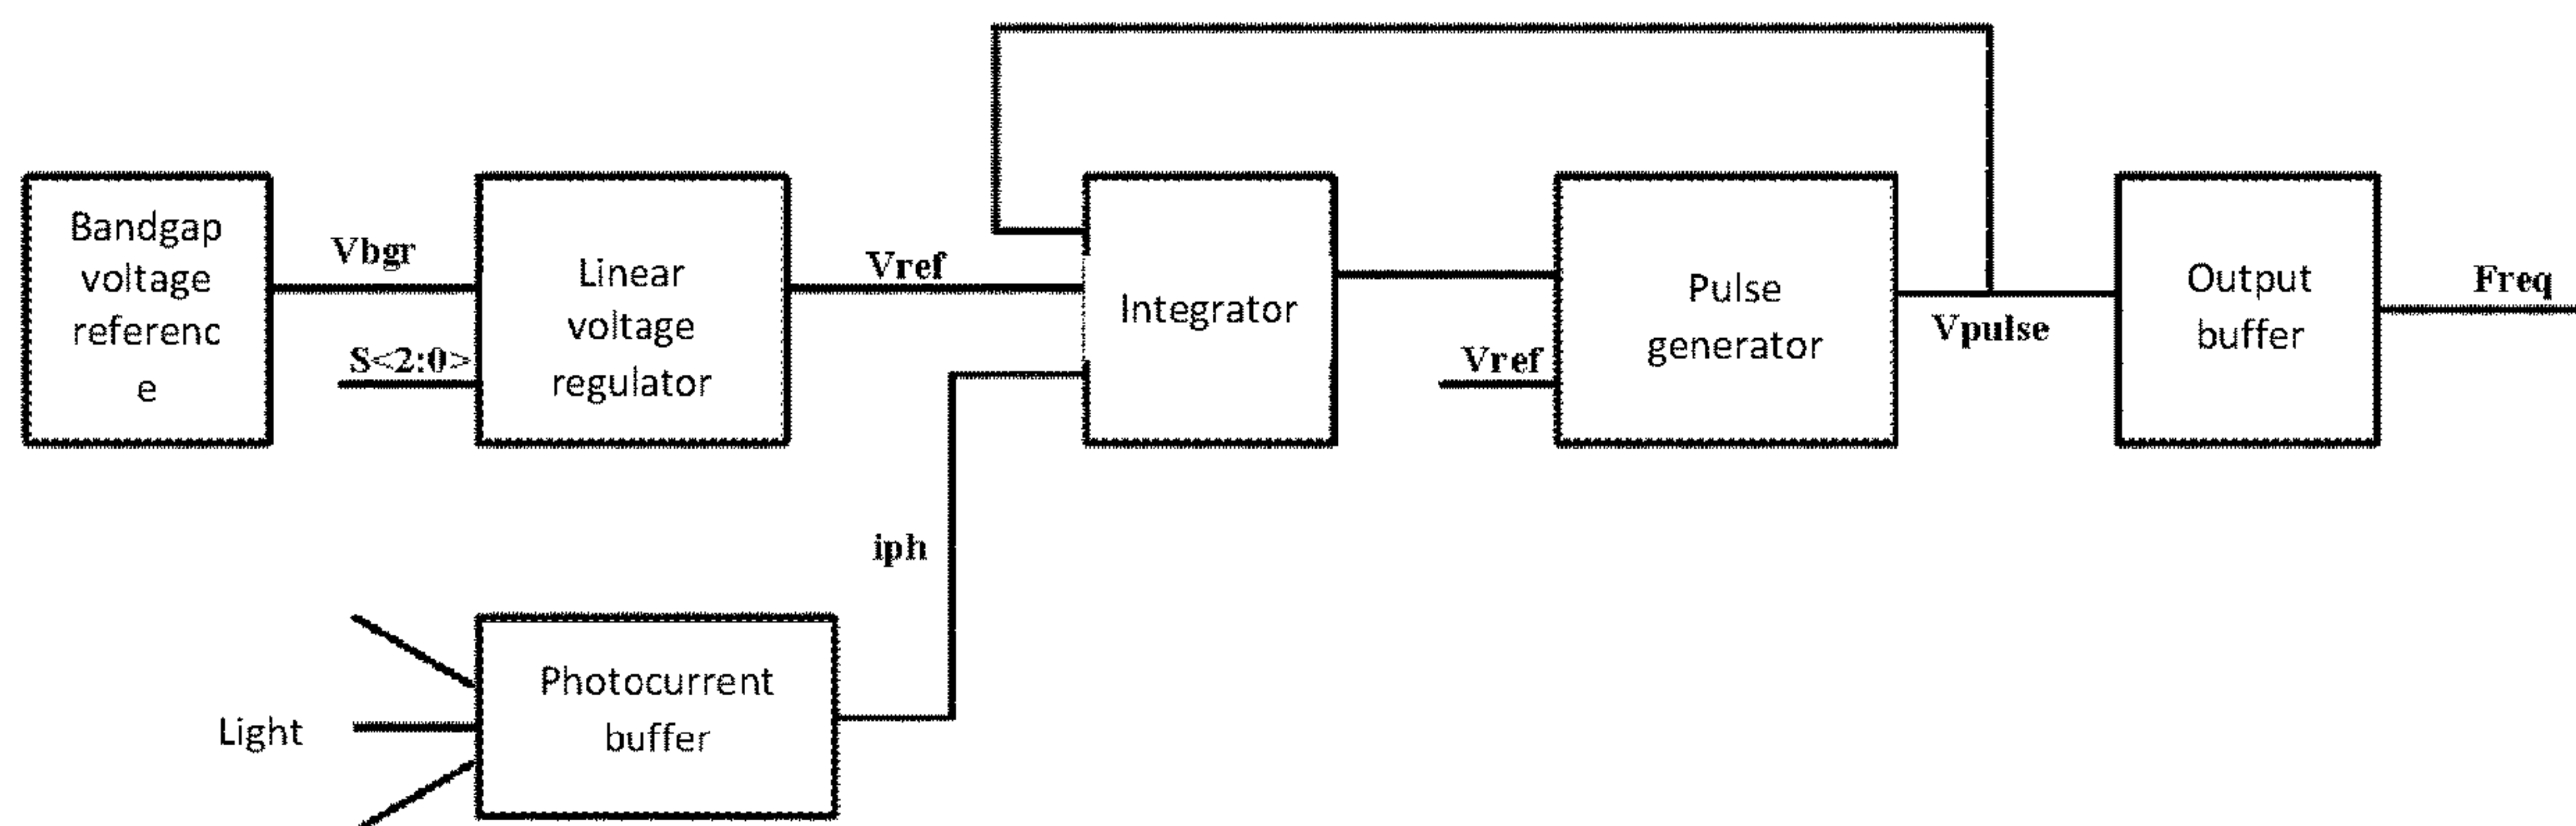 Bandgap
voltage
referenc
e
Vbgr
S<2:0>
Linear
voltage
regulator
Vref
Integrator
Vref
Pulse
generator
Vpulse
Output
buffer
Freq
iph
Light
Photocurrent
buffer